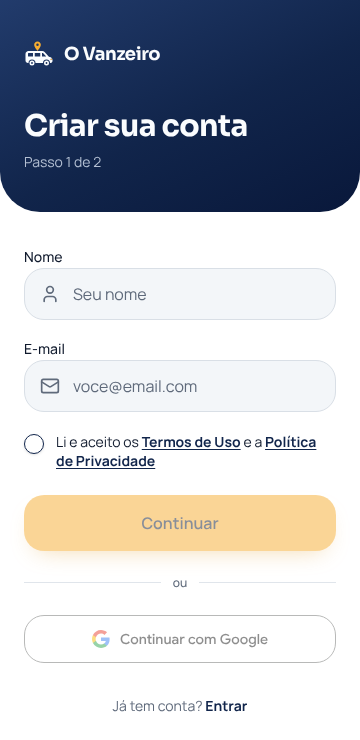 O Vanzeiro
Criar sua conta
Passo 1 de 2
Nome
Seu nome
E-mail
voce@email.com
Li e aceito os Termos de Uso e a Política
de Privacidade
Continuar
ou
Continuar com Google
Já tem conta? Entrar